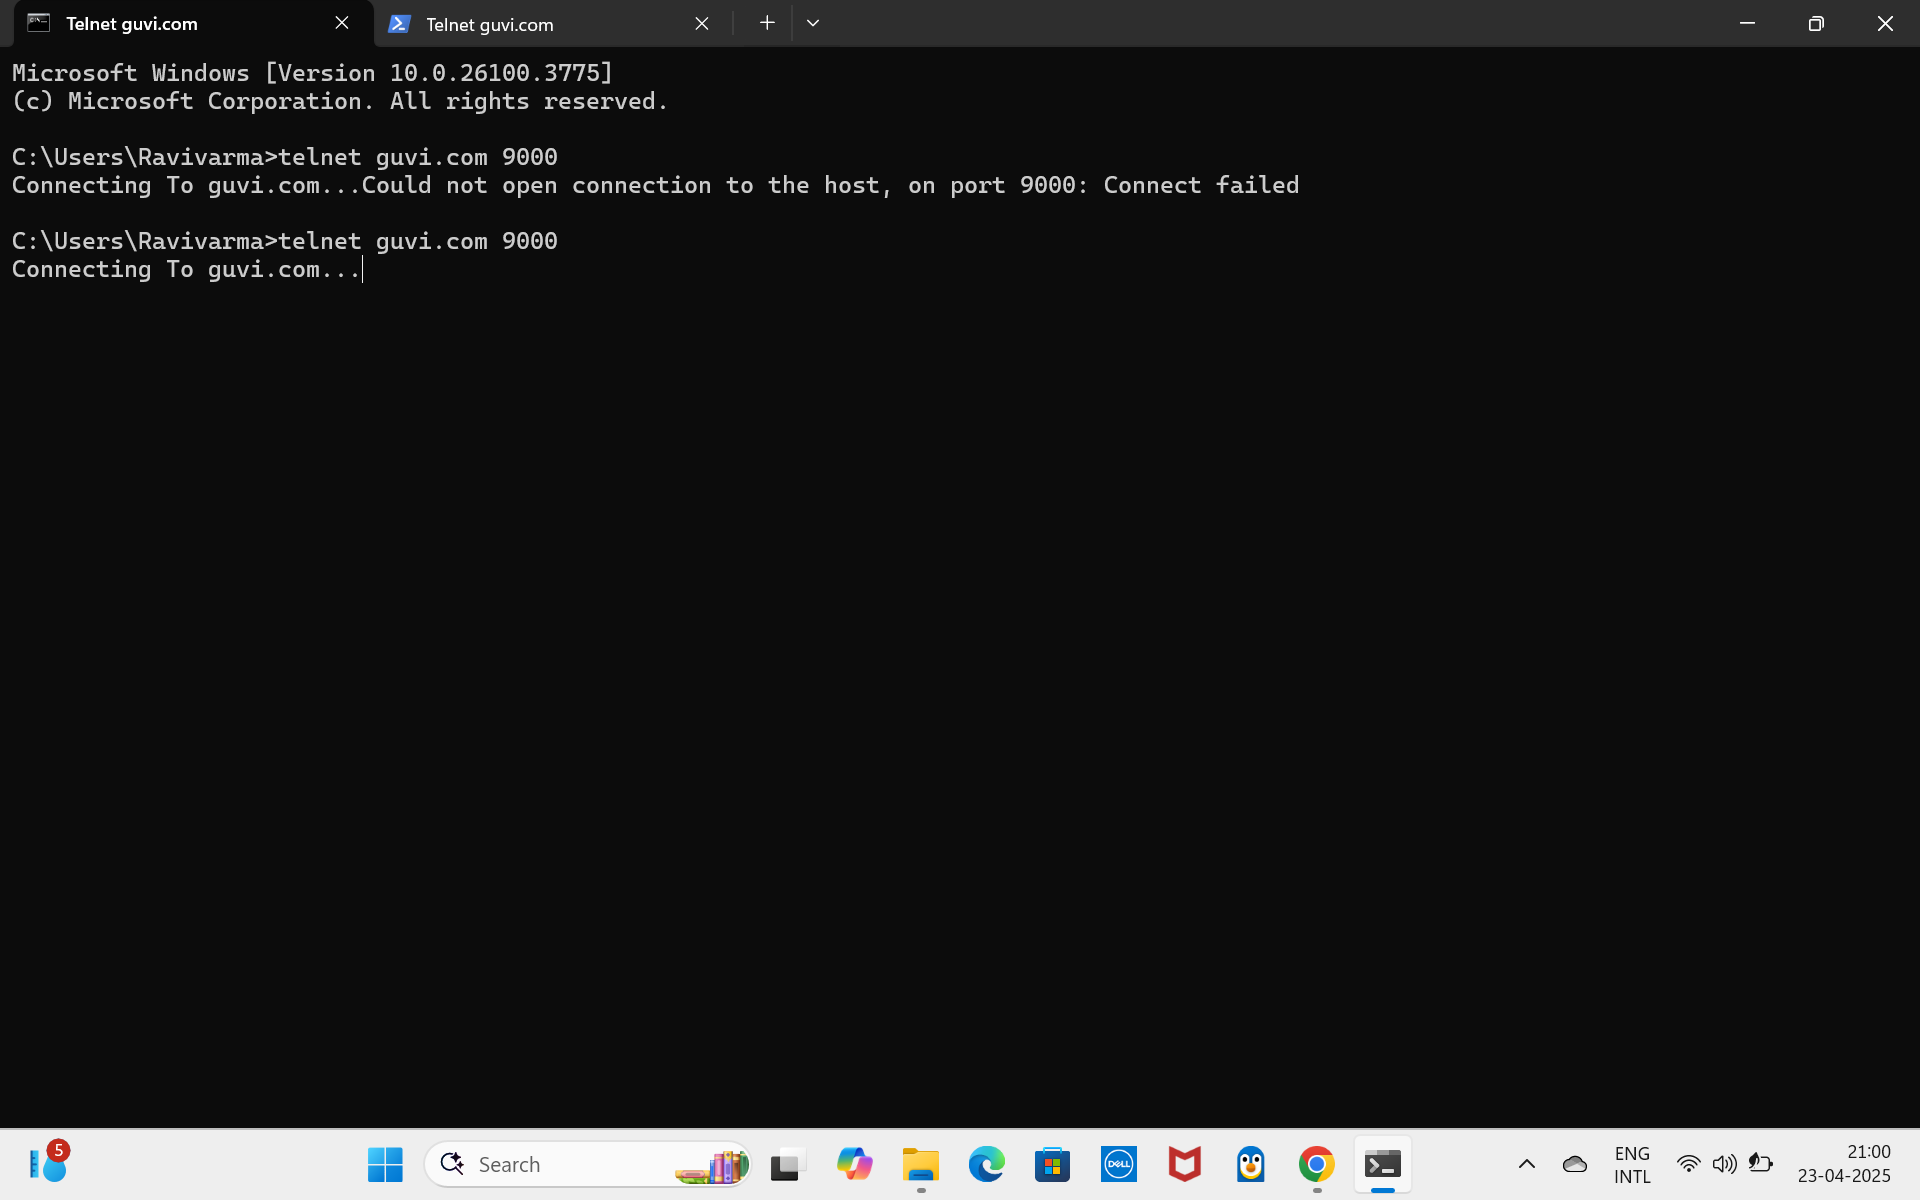 Telnet guvi.com
Telnet guvi.com
Microsoft Windows [Version 10.0.26100.3775]
(c) Microsoft Corporation. All rights reserved.
C:\Users\Ravivarma>telnet guvi.com 9000
Connecting To guvi.com...Could not open connection to the host, on port 9000: Connect failed
C:\Users\Ravivarma>telnet guvi.com 9000
Connecting To guvi.com...
5
Search
DELL
ENG
INTL
21:00
23-04-2025